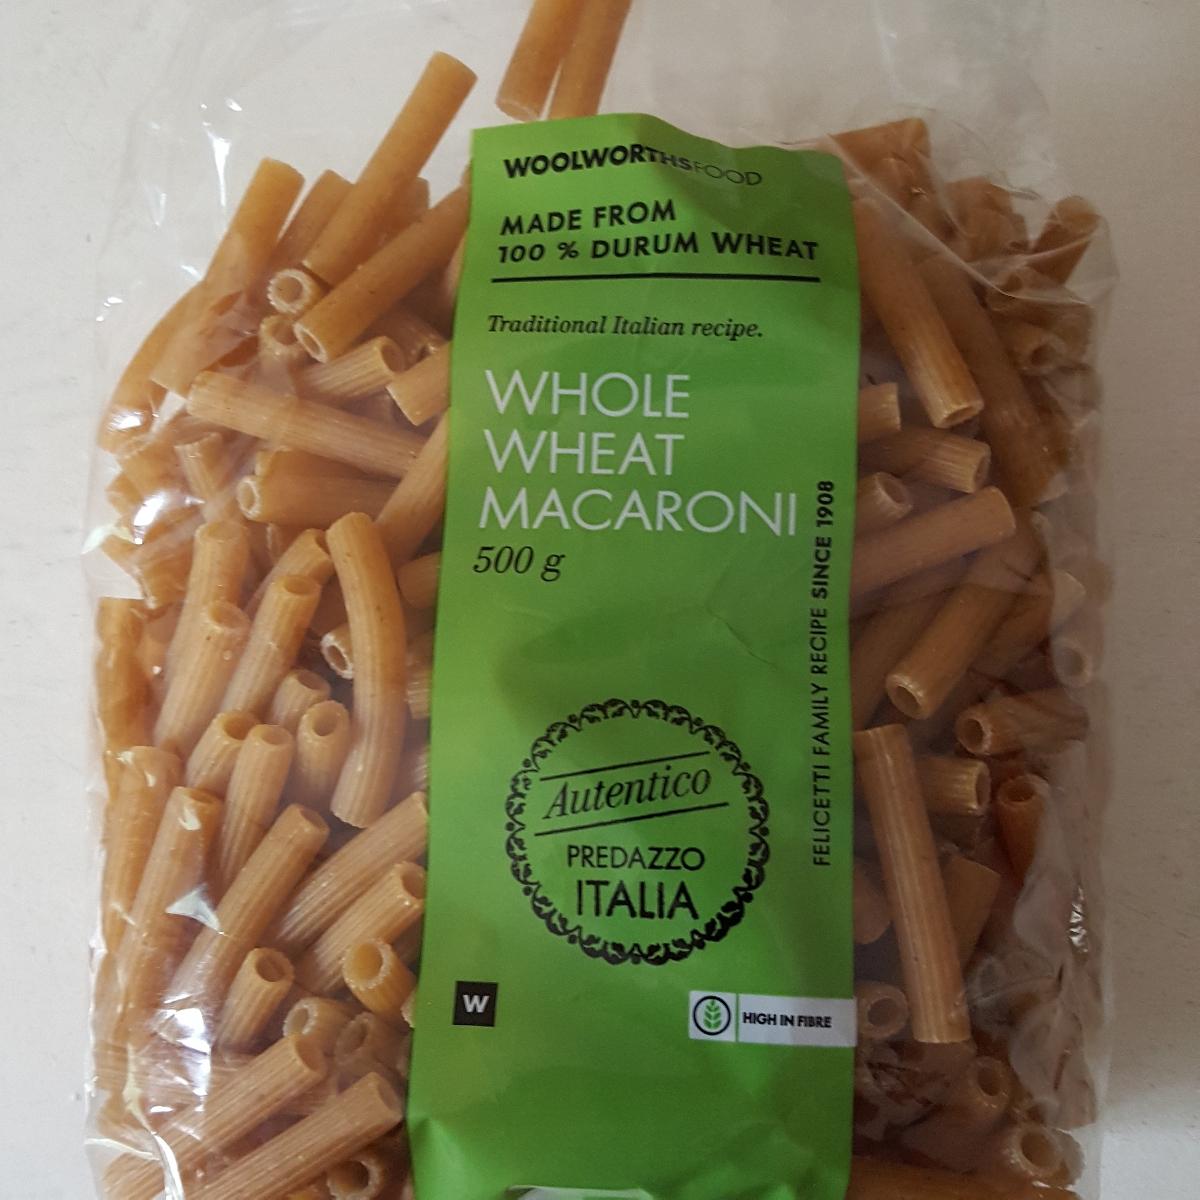 WOOLWORTHSFOOD
MADE FROM
100 % DURUM WHEAT
Traditional Italian recipe.
WHOLE
WHEAT
MACARONI
500 g
FELICETTI FAMILY RECIPE SINCE 1908
Autentico
PREDAZZO
ITALIA
W
HIGH IN FIBRE